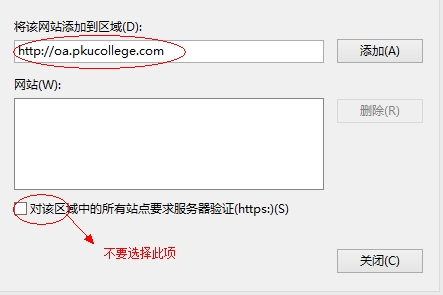 将该网站添加到区域(D):
http://oa.pkucollege.com
添加(A)
网站(W):
删除(R)
对该区域中的所有站点要求服务器验证(https:)(S)
不要选择此项
关闭(C)